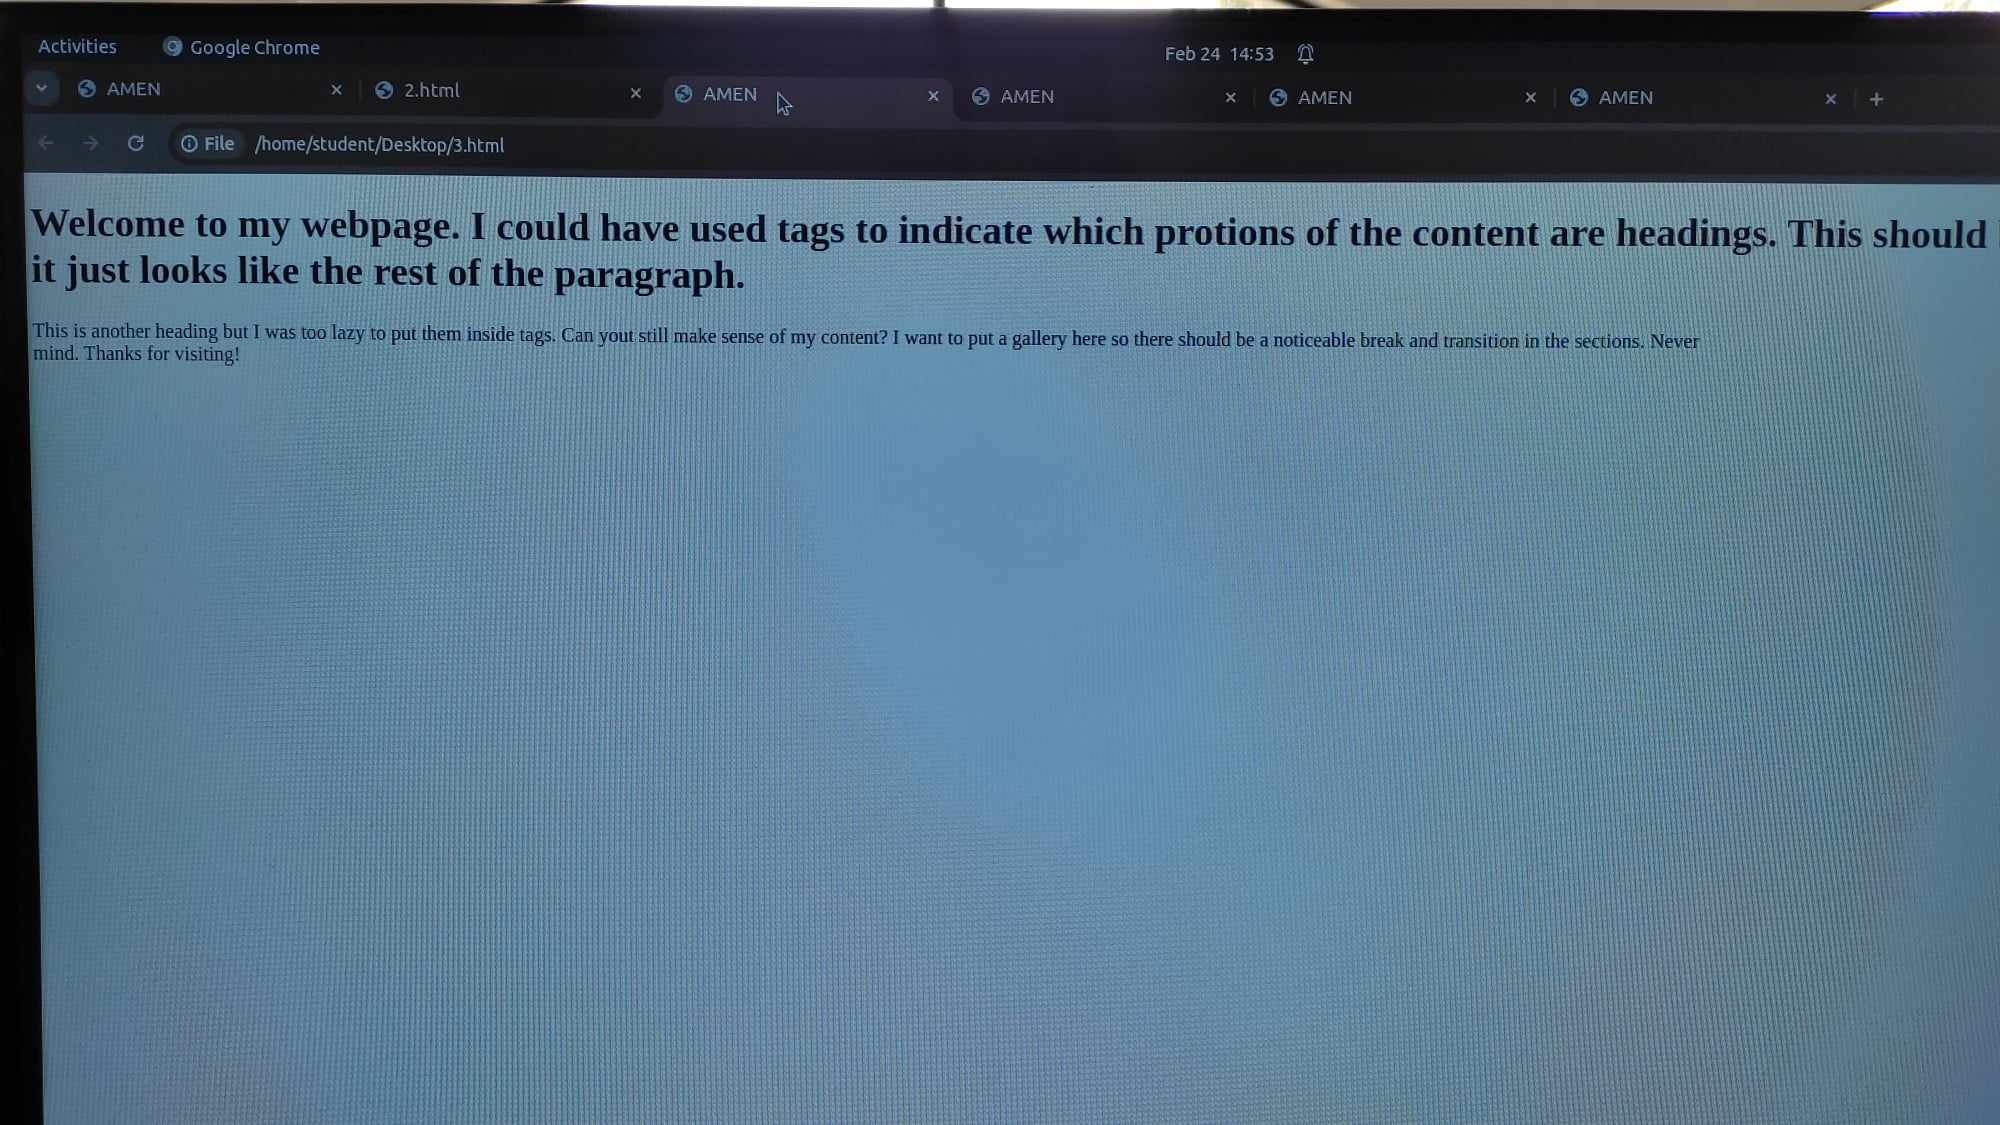 Activities Google Chrome Feb 24 14:53
AMEN 2.html AMEN AMEN AMEN AMEN
File /home/student/Desktop/3.html
Welcome to my webpage. I could have used tags to indicate which protions of the content are headings. This should
it just looks like the rest of the paragraph.
This is another heading but I was too lazy to put them inside tags. Can yout still make sense of my content? I want to put a gallery here so there should be a noticeable break and transition in the sections. Never
mind. Thanks for visiting!